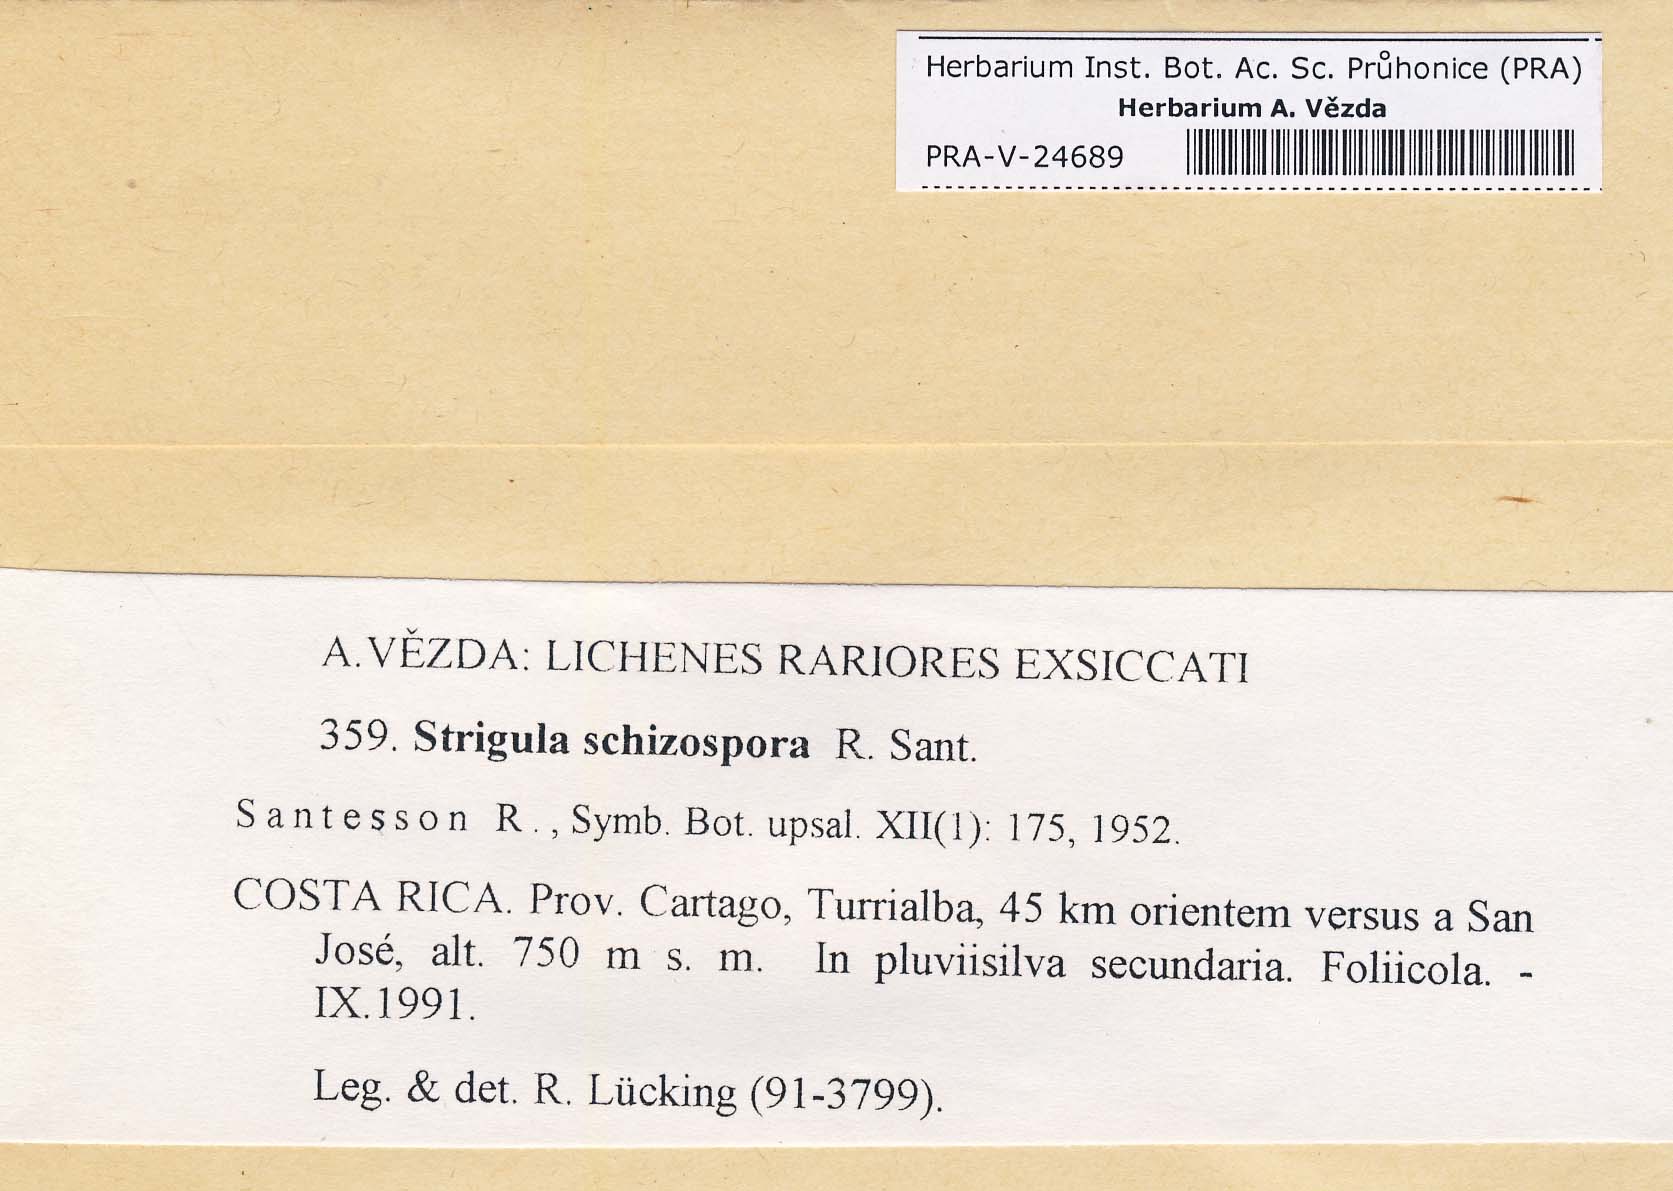 Herbarium Inst. Bot. Ac. Sc. Průhonice (PRA)
Herbarium A. Vězda
PRA-V-24689
A.VĚZDA: LICHENES RARIORES EXSICCATI
359. Strigula schizospora R. Sant.
Santesson R., Symb. Bot. upsal. XII(1): 175, 1952.
COSTA RICA. Prov. Cartago, Turrialba, 45 km orientem versus a San
José, alt. 750 m s. m. In pluviisilva secundaria. Foliicola. -
IX.1991.
Leg. & det. R. Lücking (91-3799).